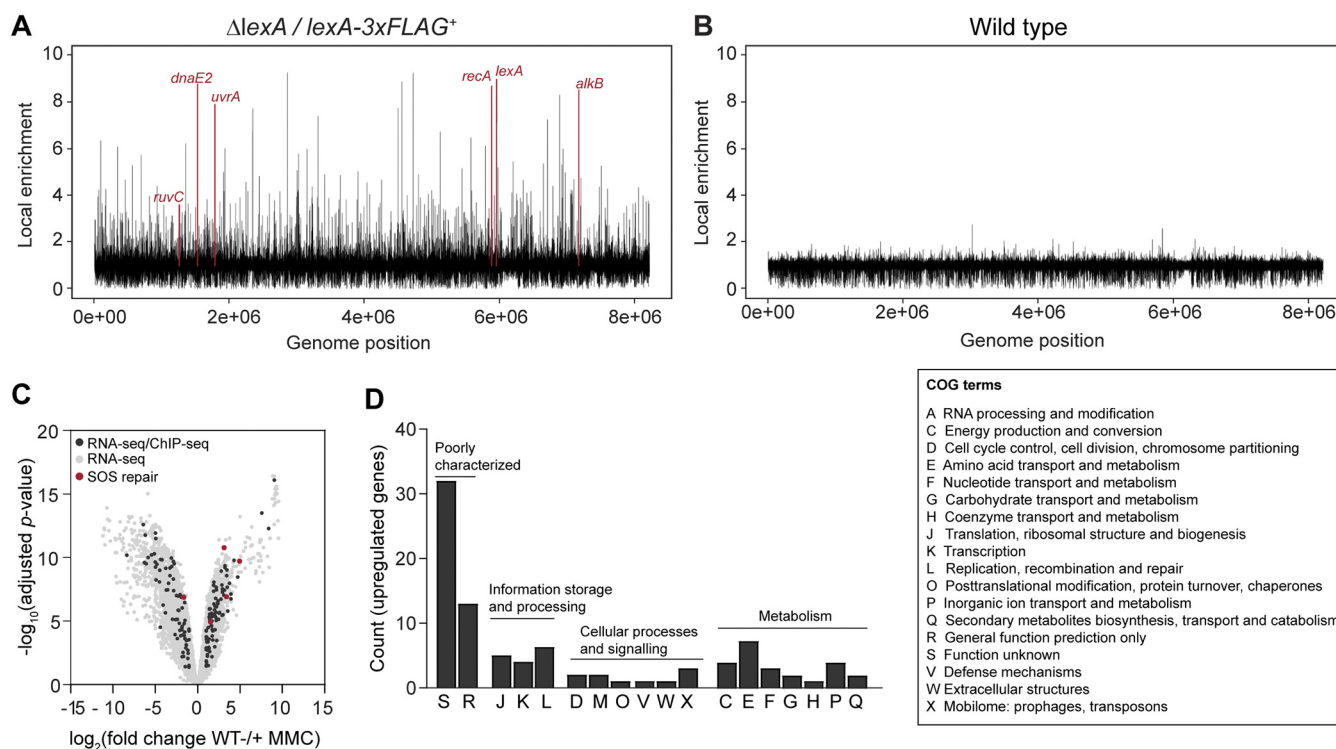 A
ΔlexA / lexA-3xFLAG+
Local enrichment
10
8
6
4
2
0
dnaE2
uvrA
ruvC
recA
lexA
alkB
0e+00
2e+06
4e+06
6e+06
8e+06
Genome position
B
Wild type
Local enrichment
10
8
6
4
2
0
0e+00
2e+06
4e+06
6e+06
8e+06
Genome position
C
-log10(adjusted p-value)
20
15
10
5
0
RNA-seq/ChIP-seq
RNA-seq
SOS repair
-15
-10
-5
0
5
10
15
log2(fold change WT-/+ MMC)
D
Count (upregulated genes)
40
30
20
10
0
Poorly
characterized
Information storage
and processing
Cellular processes
and signalling
Metabolism
S R J K L D M O V W X C E F G H P Q
COG terms
A RNA processing and modification
C Energy production and conversion
D Cell cycle control, cell division, chromosome partitioning
E Amino acid transport and metabolism
F Nucleotide transport and metabolism
G Carbohydrate transport and metabolism
H Coenzyme transport and metabolism
J Translation, ribosomal structure and biogenesis
K Transcription
L Replication, recombination and repair
O Posttranslational modification, protein turnover, chaperones
P Inorganic ion transport and metabolism
Q Secondary metabolites biosynthesis, transport and catabolism
R General function prediction only
S Function unknown
V Defense mechanisms
W Extracellular structures
X Mobilome: prophages, transposons